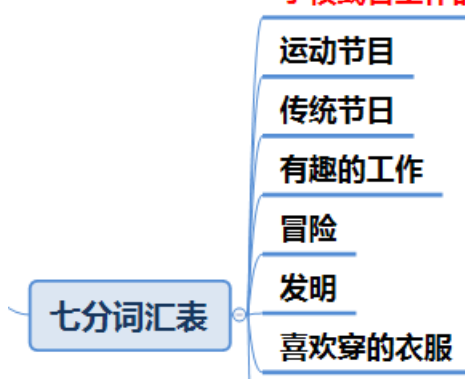 运动节目
传统节日
有趣的工作
冒险
七分词汇表
发明
喜欢穿的衣服